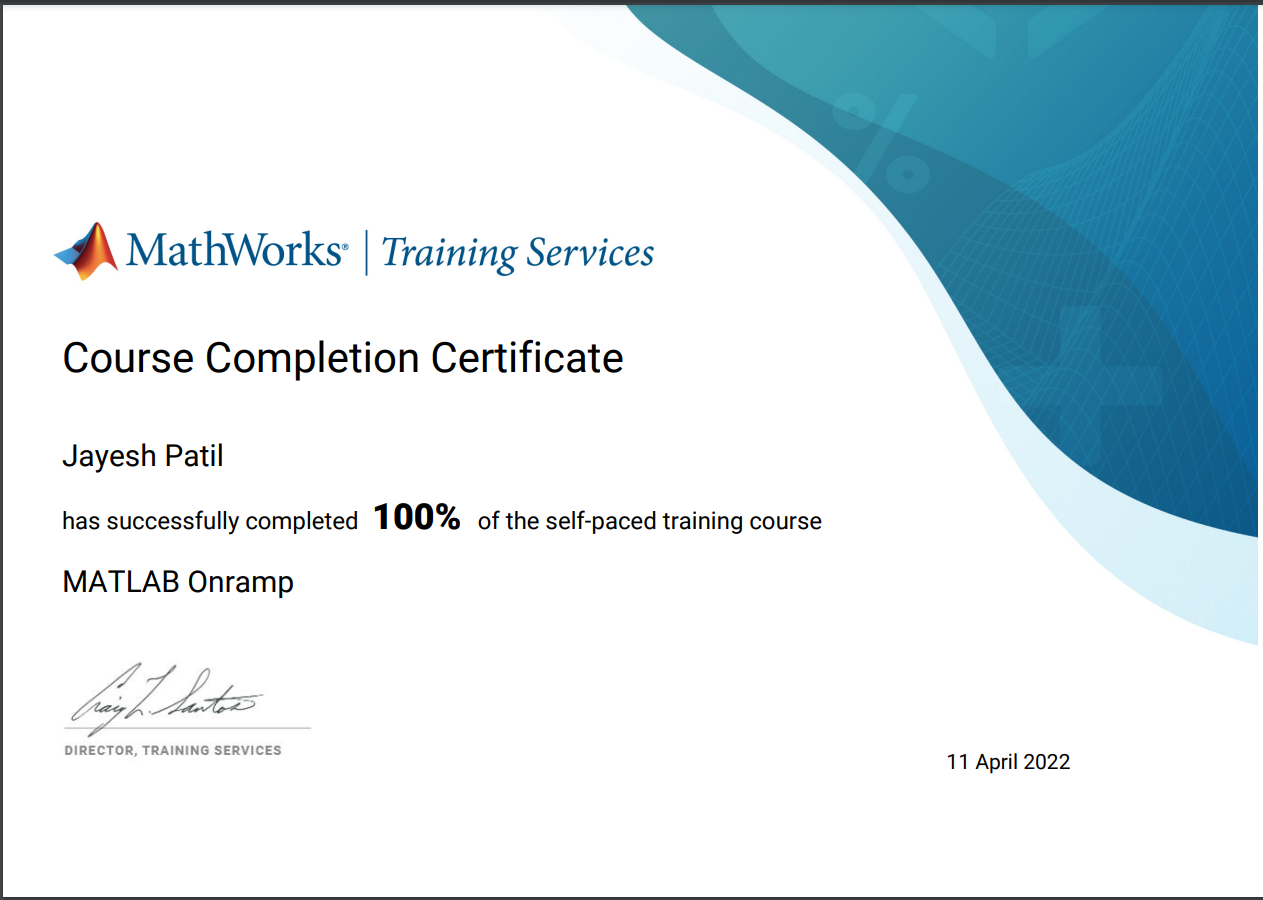 MathWorks® | Training Services
Course Completion Certificate
Jayesh Patil
has successfully completed 100% of the self-paced training course
MATLAB Onramp
Craig L. Santos
DIRECTOR, TRAINING SERVICES
11 April 2022